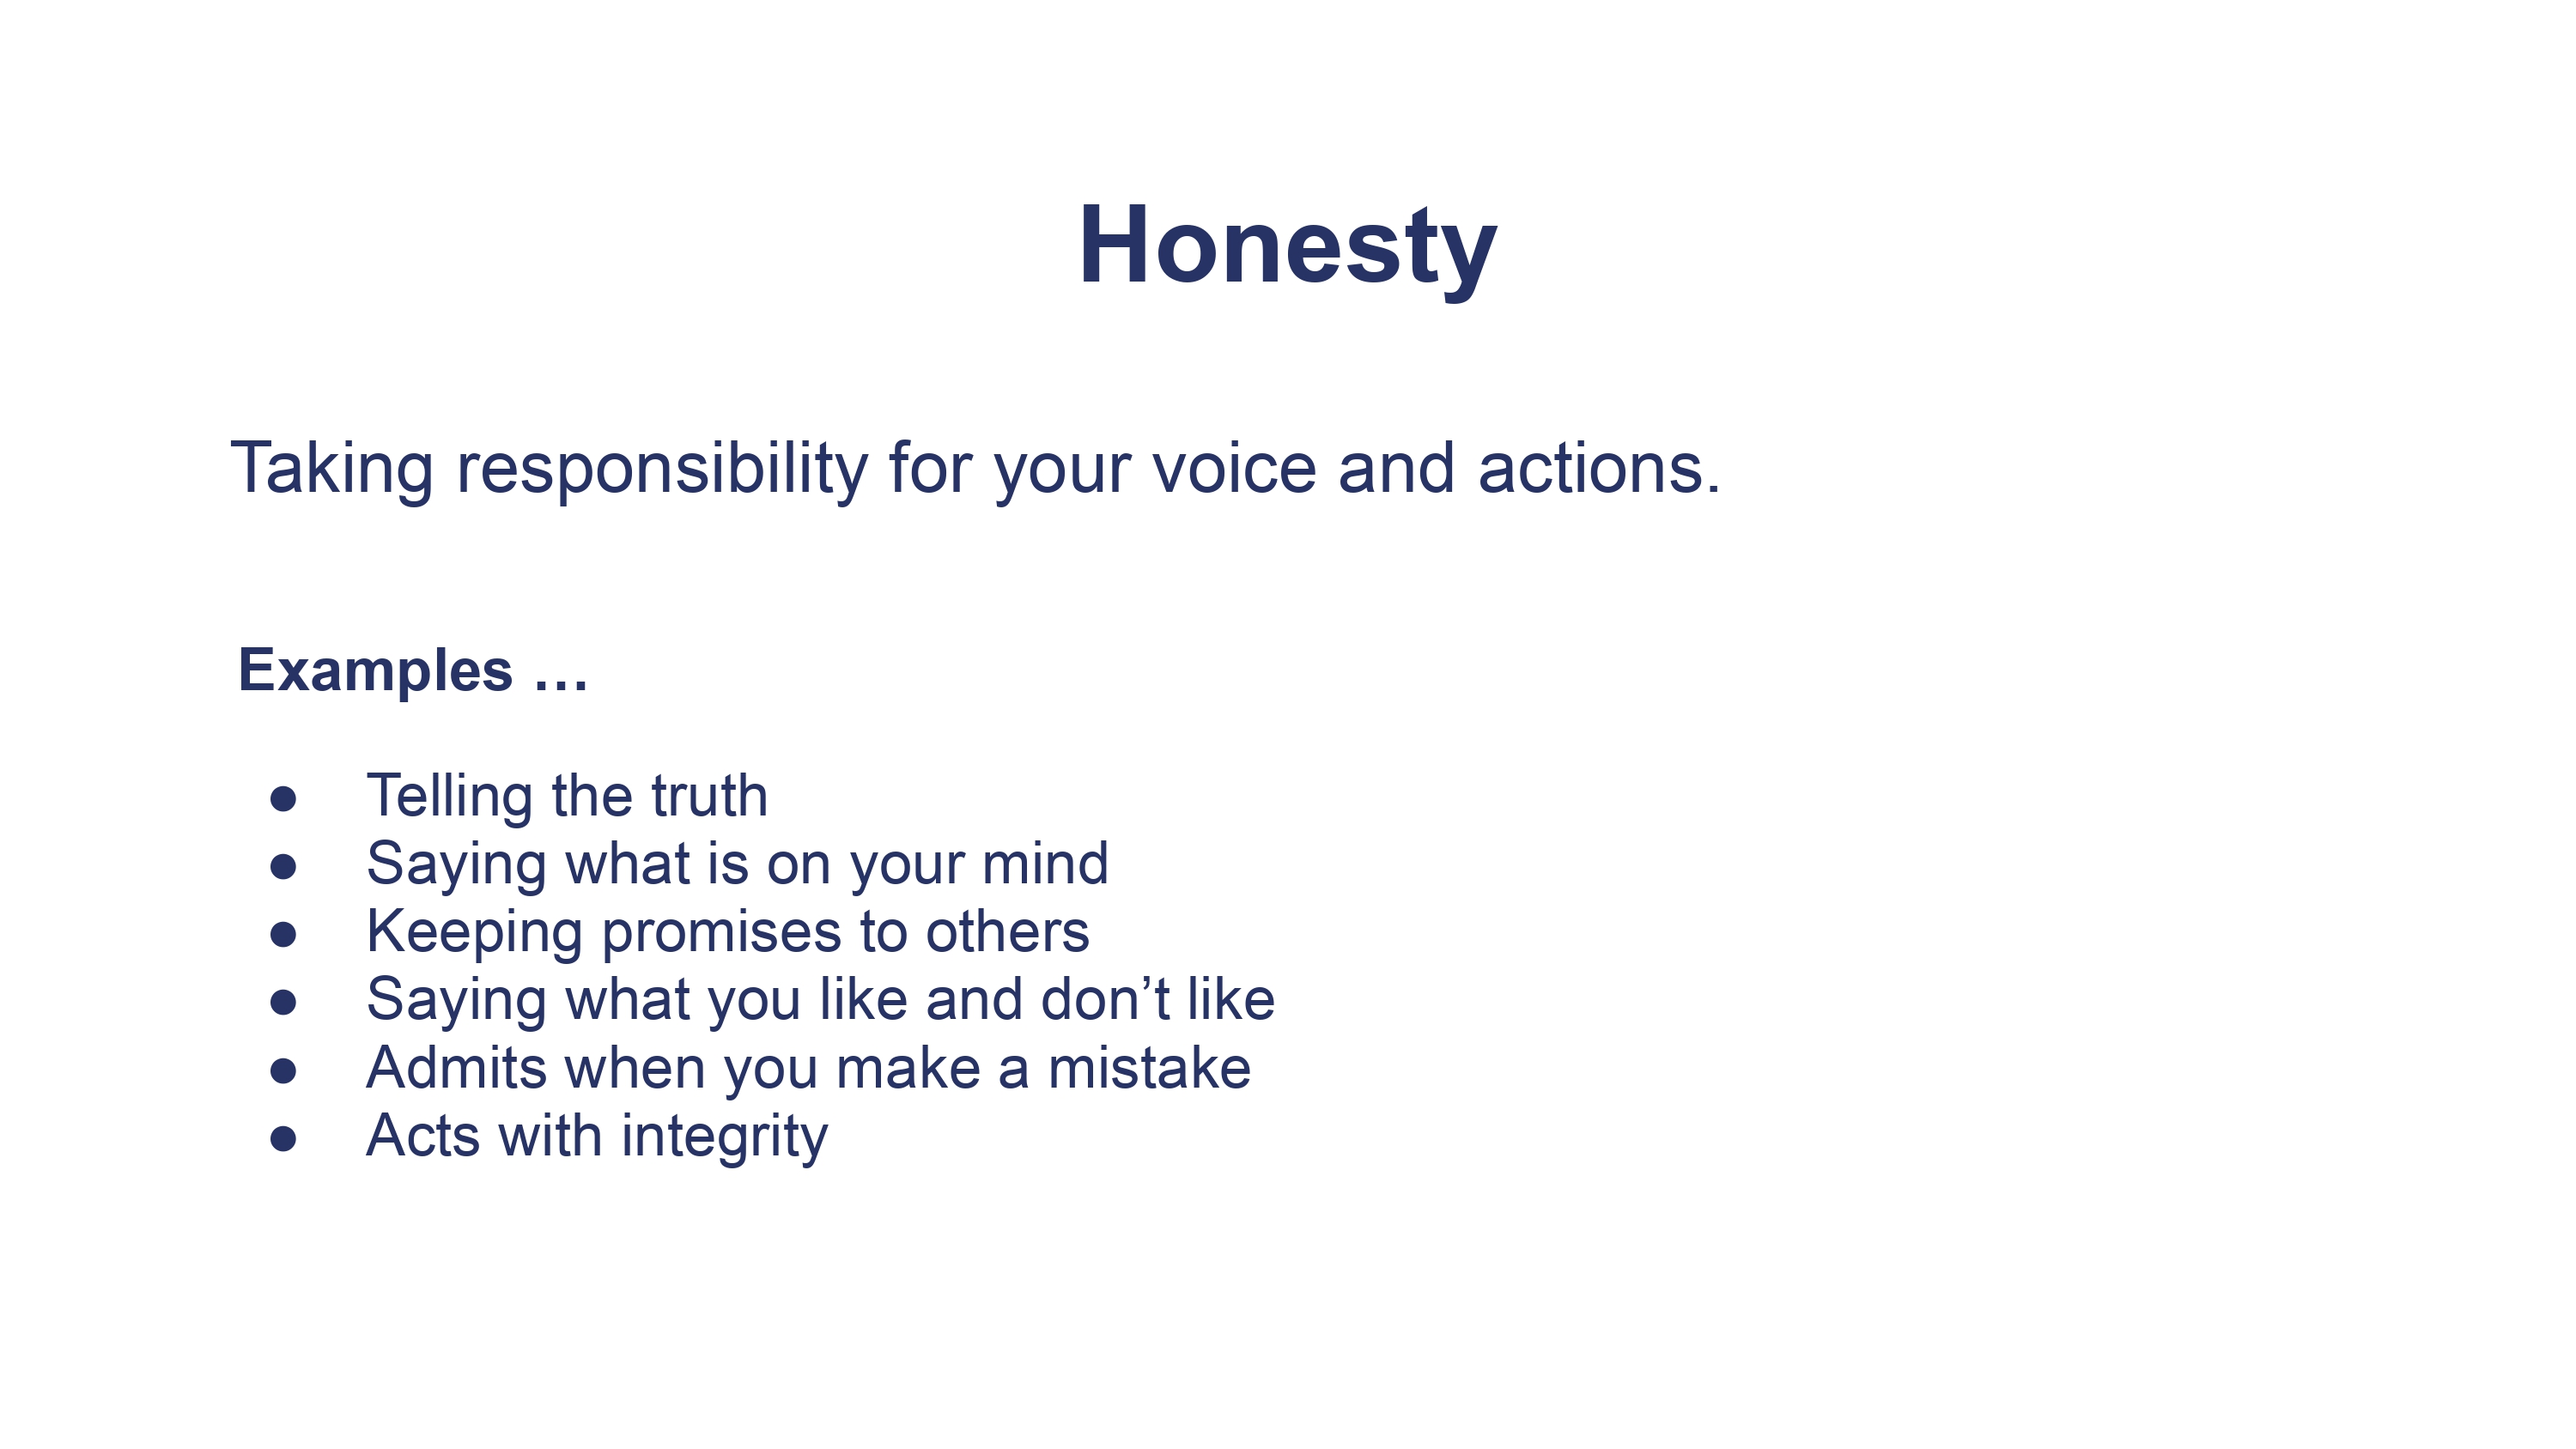 Honesty
Taking responsibility for your voice and actions.
Examples …
● Telling the truth
● Saying what is on your mind
● Keeping promises to others
● Saying what you like and don’t like
● Admits when you make a mistake
● Acts with integrity